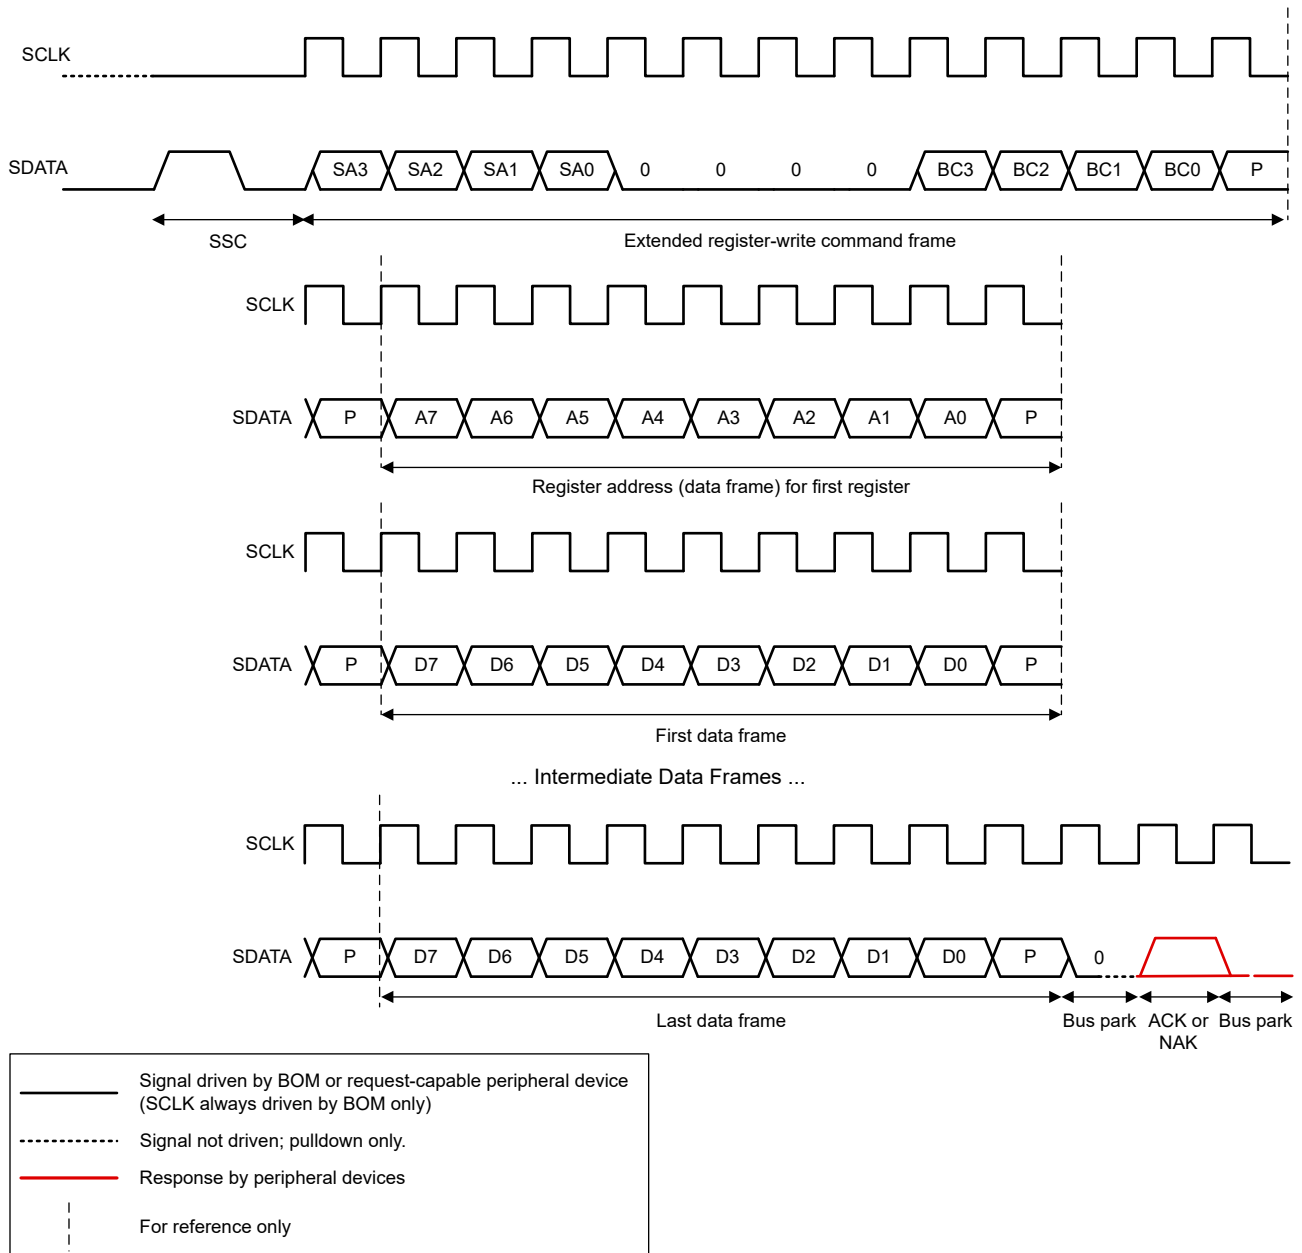 SCLK
SDATA
SA3 SA2 SA1 SA0 0 0 0 0 BC3 BC2 BC1 BC0 P
SSC
Extended register-write command frame
SCLK
SDATA
P A7 A6 A5 A4 A3 A2 A1 A0 P
Register address (data frame) for first register
SCLK
SDATA
P D7 D6 D5 D4 D3 D2 D1 D0 P
First data frame
... Intermediate Data Frames ...
SCLK
SDATA
P D7 D6 D5 D4 D3 D2 D1 D0 P 0
Last data frame
Bus park
ACK or
NAK
Bus park
Signal driven by BOM or request-capable peripheral device
(SCLK always driven by BOM only)
Signal not driven; pulldown only.
Response by peripheral devices
For reference only